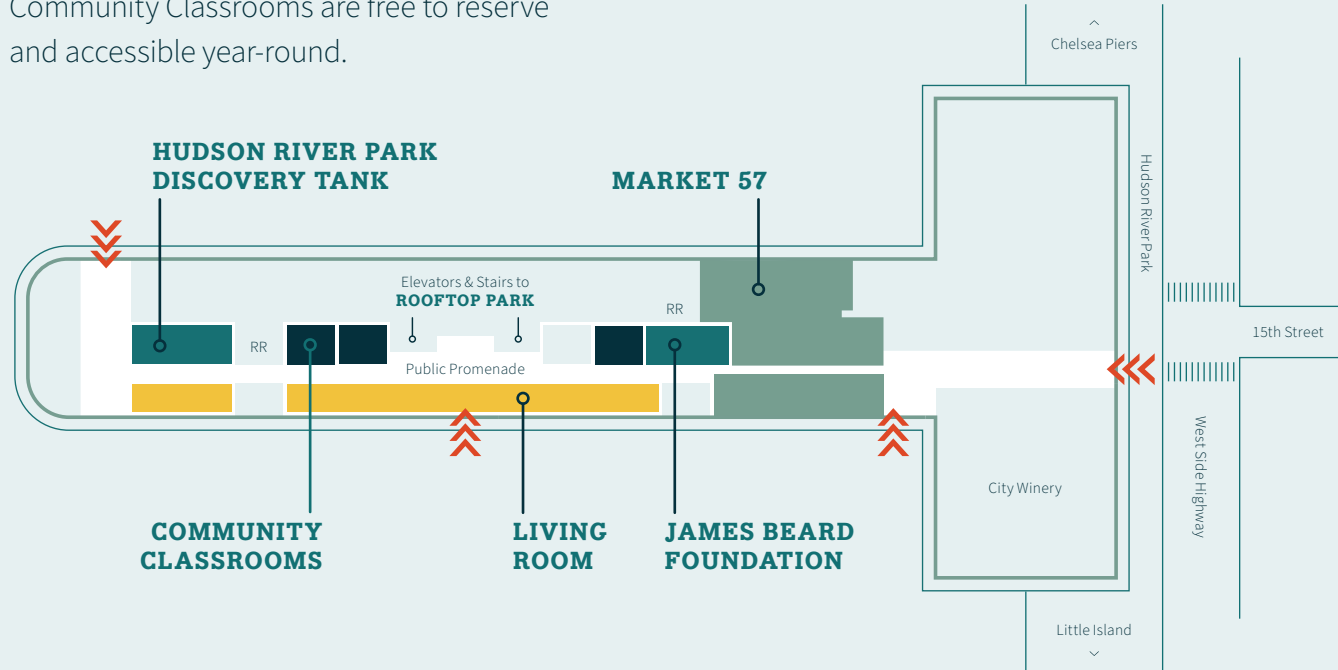 Community Classrooms are free to reserve
and accessible year-round.
Chelsea Piers
HUDSON RIVER PARK
DISCOVERY TANK
MARKET 57
Hudson River Park
Elevators & Stairs to
ROOFTOP PARK
RR
RR
15th Street
Public Promenade
West Side Highway
City Winery
COMMUNITY
CLASSROOMS
LIVING
ROOM
JAMES BEARD
FOUNDATION
Little Island